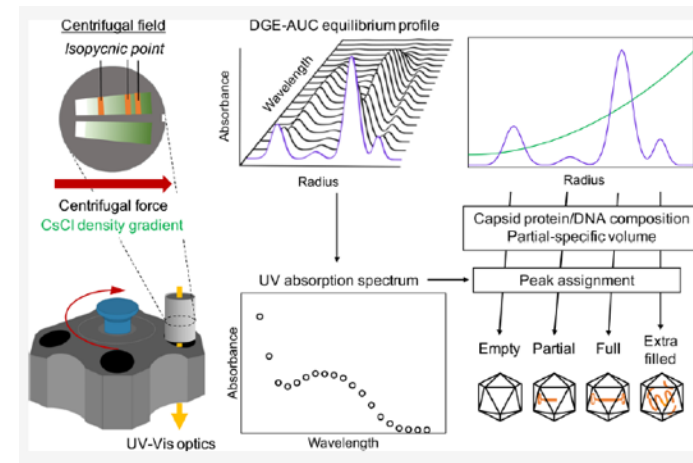 Centrifugal field
Isopycnic point
Centrifugal force
CsCl density gradient
UV-Vis optics
DGE-AUC equilibrium profile
Absorbance
Wavelength
Radius
UV absorption spectrum
Absorbance
Wavelength
Radius
Capsid protein/DNA composition
Partial-specific volume
Peak assignment
Empty
Partial
Full
Extra
filled